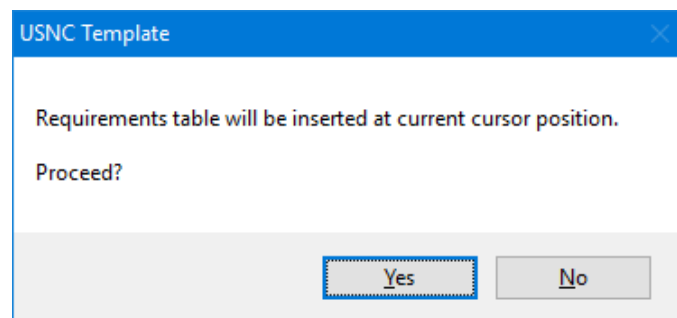 USNC Template
Requirements table will be inserted at current cursor position.
Proceed?
Yes
No